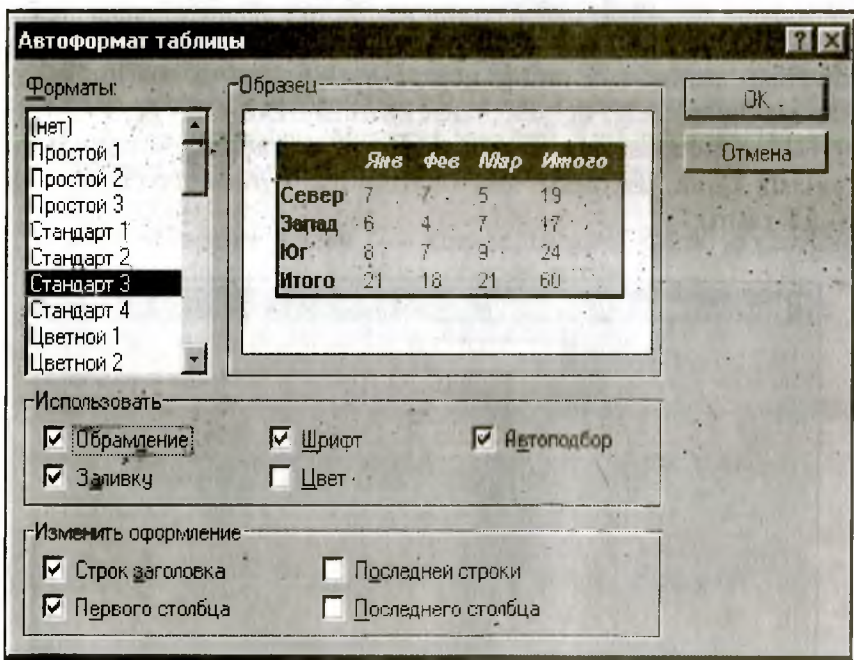 Автоформат таблицы
Форматы:
(нет)
Простой 1
Простой 2
Простой 3
Стандарт 1
Стандарт 2
Стандарт 3
Стандарт 4
Цветной 1
Цветной 2
Образец
Янв Фев Мар Итого
Север 7 7 5 19
Запад 6 4 7 17
Юг 8 7 9 24
Итого 21 18 21 60
OK
Отмена
Использовать
Обрамление
Шрифт
Автоподбор
Заливку
Цвет
Изменить оформление
Строк заголовка
Последней строки
Первого столбца
Последнего столбца